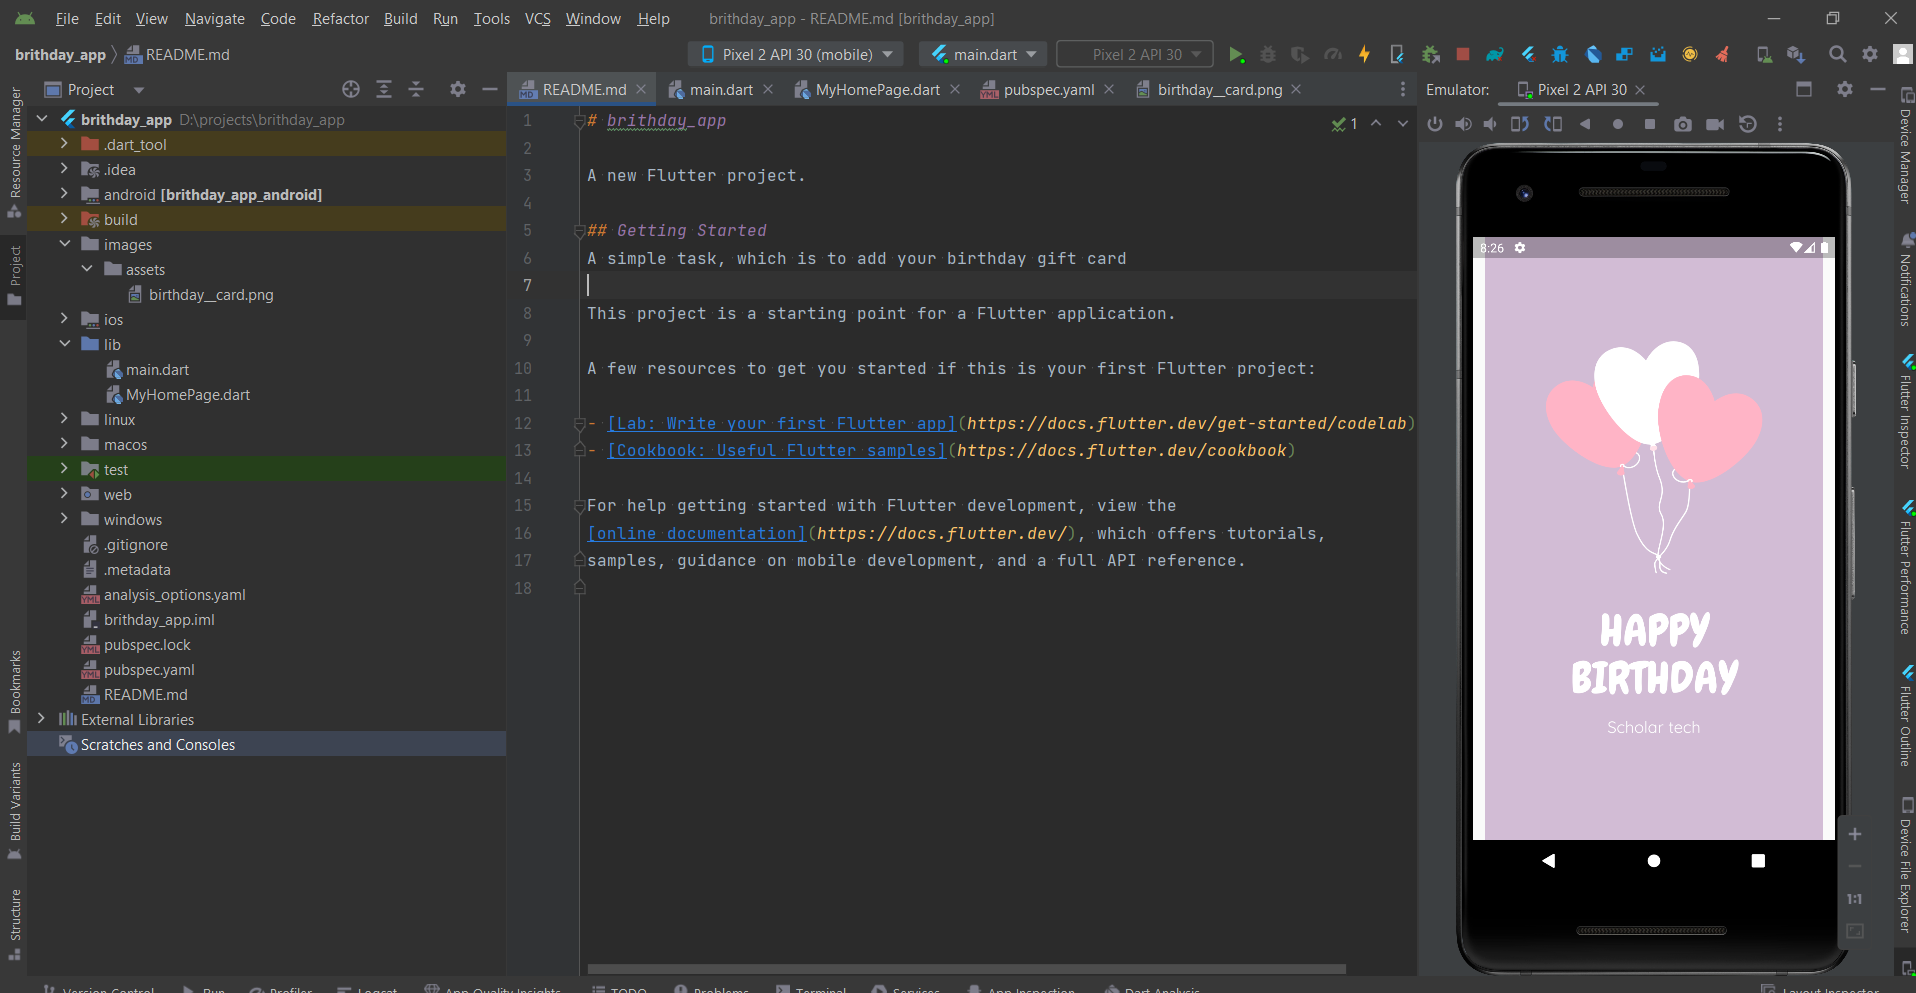 File Edit View Navigate Code Refactor Build Run Tools VCS Window Help brithday_app - README.md [brithday_app]
brithday_app README.md Pixel 2 API 30 (mobile) main.dart Pixel 2 API 30
Project
README.md main.dart MyHomePage.dart pubspec.yaml birthday__card.png
Emulator: Pixel 2 API 30
Resource Manager
Project
Bookmarks
Build Variants
Structure
brithday_app D:\projects\brithday_app
.dart_tool
.idea
android [brithday_app_android]
build
images
assets
birthday__card.png
ios
lib
main.dart
MyHomePage.dart
linux
macos
test
web
windows
.gitignore
.metadata
analysis_options.yaml
brithday_app.iml
pubspec.lock
pubspec.yaml
README.md
External Libraries
Scratches and Consoles
1 # brithday_app
1
2
3 A new Flutter project.
4
5 ## Getting Started
6 A simple task, which is to add your birthday gift card
7
8 This project is a starting point for a Flutter application.
9
10 A few resources to get you started if this is your first Flutter project:
11
12 - [Lab: Write your first Flutter app](https://docs.flutter.dev/get-started/codelab)
13 - [Cookbook: Useful Flutter samples](https://docs.flutter.dev/cookbook)
14
15 For help getting started with Flutter development, view the
16 [online documentation](https://docs.flutter.dev/), which offers tutorials,
17 samples, guidance on mobile development, and a full API reference.
18
8:26
HAPPY
BIRTHDAY
Scholar tech
1:1
Device Manager
Notifications
Flutter Inspector
Flutter Performance
Flutter Outline
Device File Explorer
Version Control Run Profiler Logcat App Quality Insights TODO Problems Terminal Services App Inspection Dart Analysis Layout Inspector